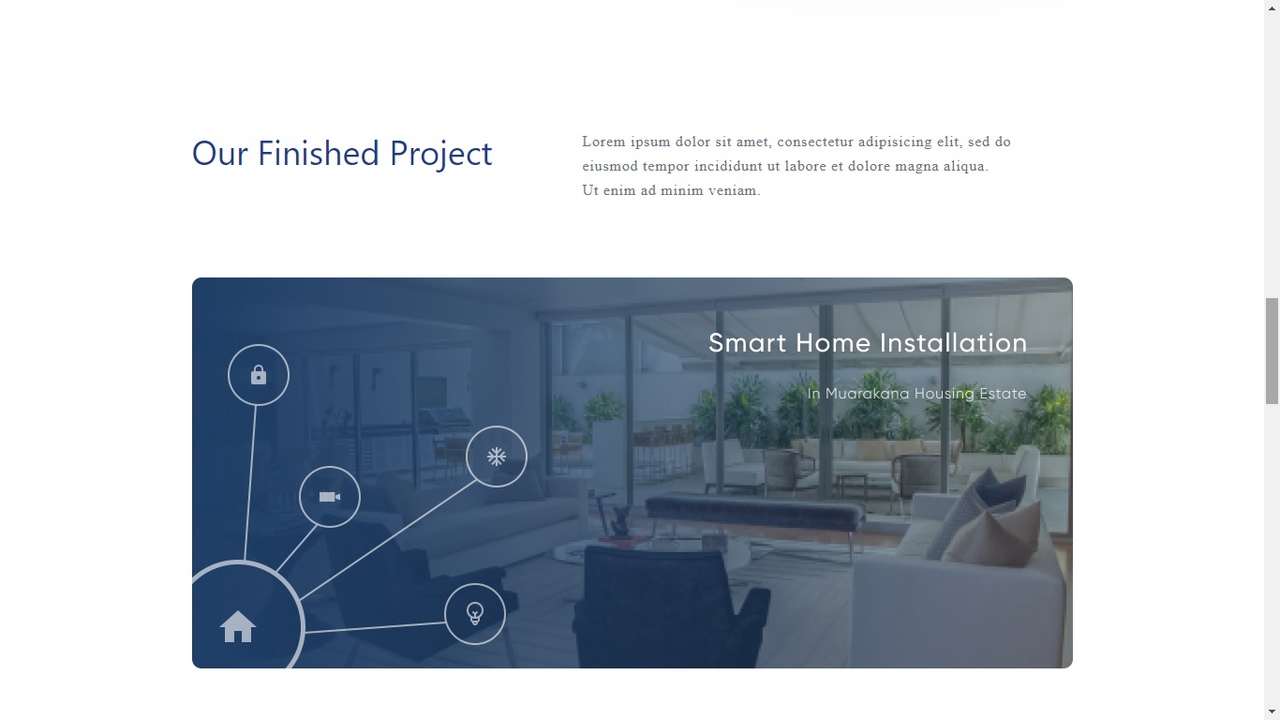 Our Finished Project
Lorem ipsum dolor sit amet, consectetur adipisicing elit, sed do
eiusmod tempor incididunt ut labore et dolore magna aliqua.
Ut enim ad minim veniam.
Smart Home Installation
In Muarakana Housing Estate